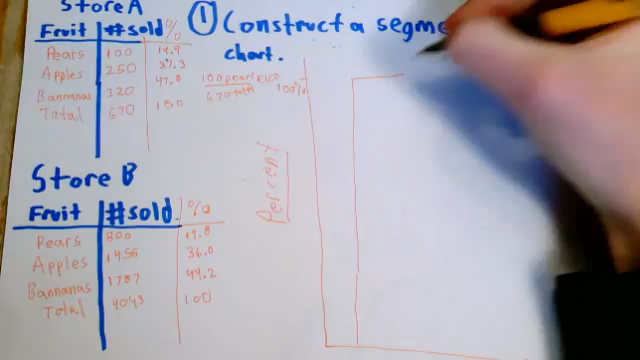 Store A
Fruit #sold %
Pears 100 14.9
Apples 250 37.3
Bannanas 320 47.8
Total 670 100
① Construct a segme
chart.
100 pears x100
670 total
100%
Percent
Store B
Fruit #sold %
Pears 800 19.8
Apples 1456 36.0
Bannanas 1787 44.2
Total 4043 100